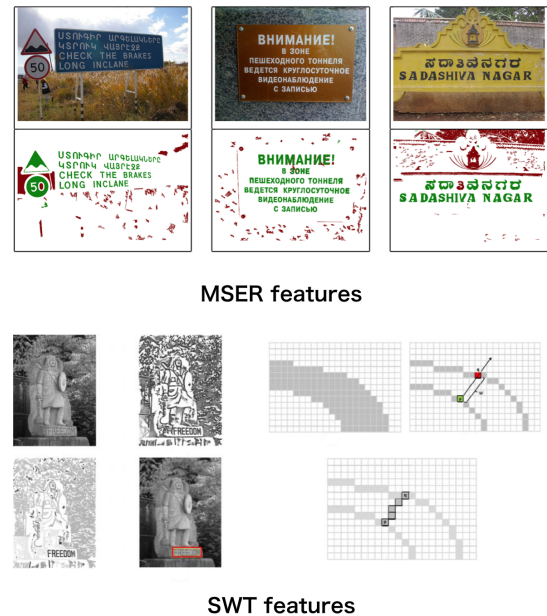 ՍՏՈՒԳԻՐ ԱՐԳԵԼԱԿՆԵՐԸ
ԿՏՐՈՒԿ ՎԱՅՐԷՋՔ
CHECK THE BRAKES
LONG INCLANE
50
ВНИМАНИЕ!
В ЗОНЕ
ПЕШЕХОДНОГО ТОННЕЛЯ
ВЕДЕТСЯ КРУГЛОСУТОЧНОЕ
ВИДЕОНАБЛЮДЕНИЕ
С ЗАПИСЬЮ
ಸದಾಶಿವನಗರ
SADASHIVA NAGAR
ՍՏՈՒԳԻՐ ԱՐԳԵԼԱԿՆԵՐԸ
ԿՏՐՈՒԿ ՎԱՅՐԷՋՔ
CHECK THE BRAKES
LONG INCLANE
50
ВНИМАНИЕ!
В ЗОНЕ
ПЕШЕХОДНОГО ТОННЕЛЯ
ВЕДЕТСЯ КРУГЛОСУТОЧНОЕ
ВИДЕОНАБЛЮДЕНИЕ
С ЗАПИСЬЮ
ಸದಾಶಿವನಗರ
SADASHIVA NAGAR
MSER features
FREEDOM
FREEDOM
SWT features